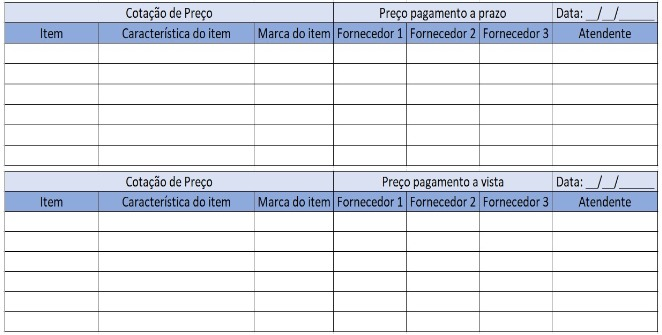 Cotação de Preço Preço pagamento a prazo Data: __/__/______
Item Característica do item Marca do item Fornecedor 1 Fornecedor 2 Fornecedor 3 Atendente
Cotação de Preço Preço pagamento a vista Data: __/__/______
Item Característica do item Marca do item Fornecedor 1 Fornecedor 2 Fornecedor 3 Atendente